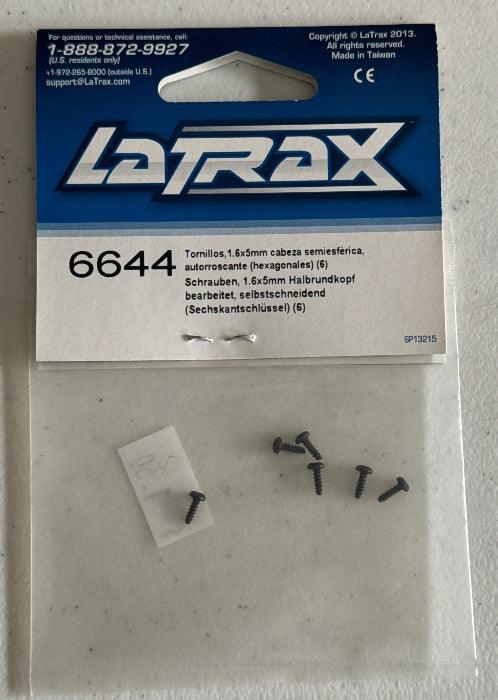 For questions or technical assistance, call:
1-888-872-9927
(U.S. residents only)
+1-972-265-8000 (outside U.S.)
support@LaTrax.com
Copyright © LaTrax 2013.
All rights reserved.
Made in Taiwan
CE
LaTRAX
6644
Tornillos,1.6x5mm cabeza semiesférica,
autorroscante (hexagonales) (6)
Schrauben, 1.6x5mm Halbrundkopf
bearbeitet, selbstschneidend
(Sechskantschlüssel) (6)
SP13215